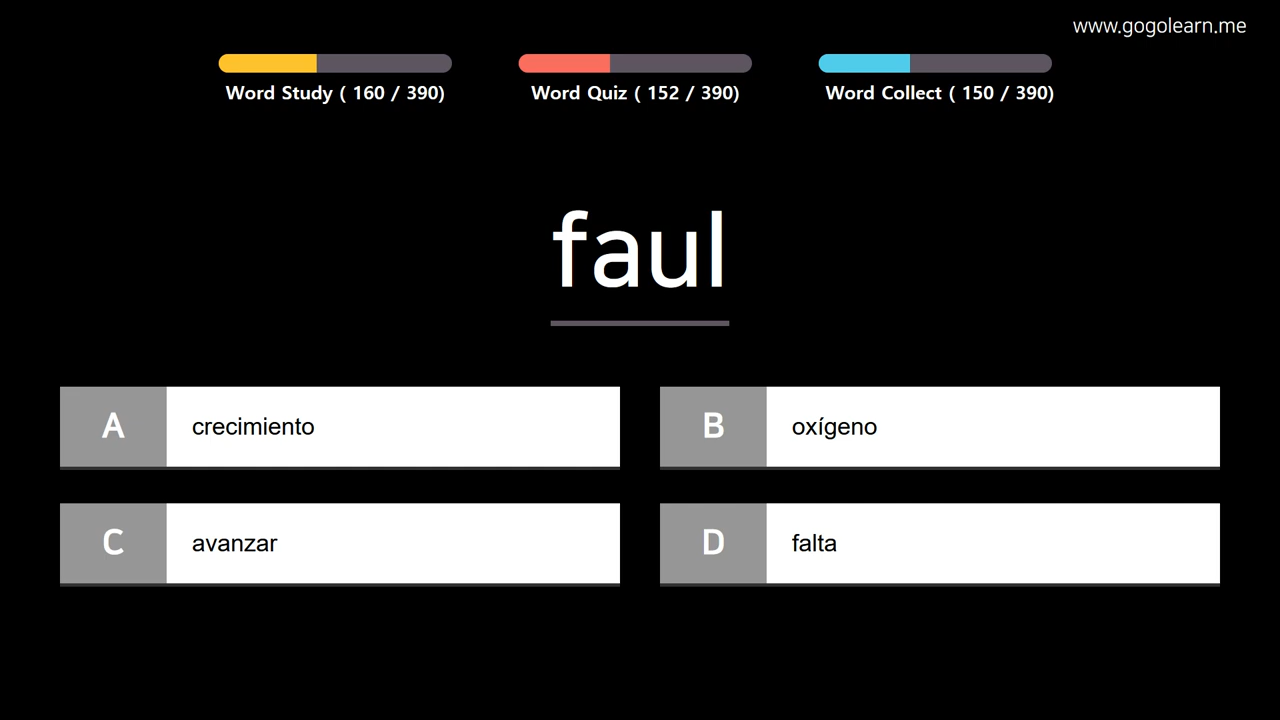 www.gogolearn.me
Word Study ( 160 / 390)
Word Quiz ( 152 / 390)
Word Collect ( 150 / 390)
faul
A crecimiento
B oxígeno
C avanzar
D falta